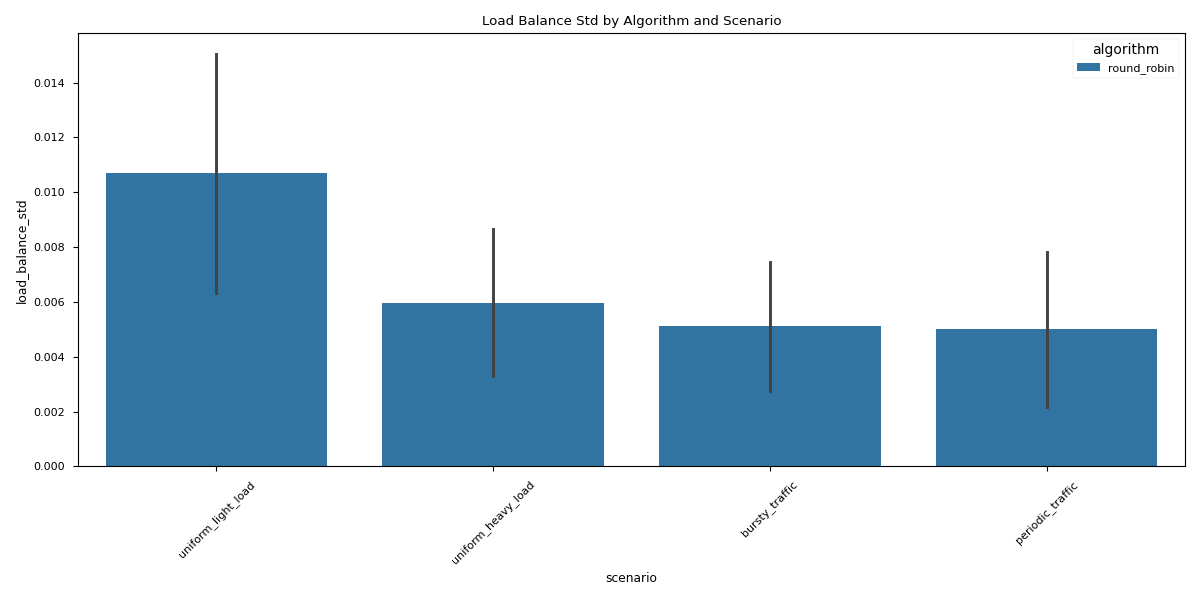 Load Balance Std by Algorithm and Scenario
algorithm
round_robin
load_balance_std
0.014
0.012
0.010
0.008
0.006
0.004
0.002
0.000
uniform_light_load
uniform_heavy_load
bursty_traffic
periodic_traffic
scenario